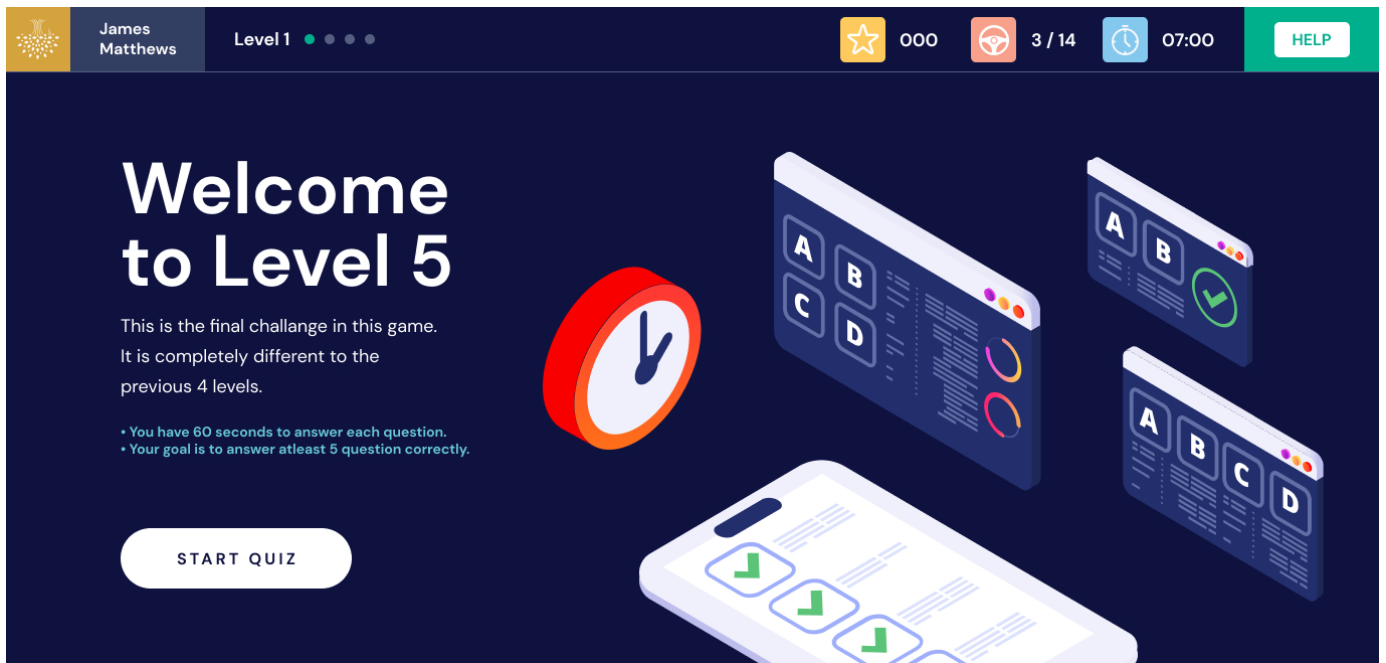 James
Matthews
Level 1
000
3 / 14
07:00
HELP
Welcome
to Level 5
This is the final challange in this game.
It is completely different to the
previous 4 levels.
• You have 60 seconds to answer each question.
• Your goal is to answer atleast 5 question correctly.
START QUIZ
A
B
C
D
A
B
A
B
C
D